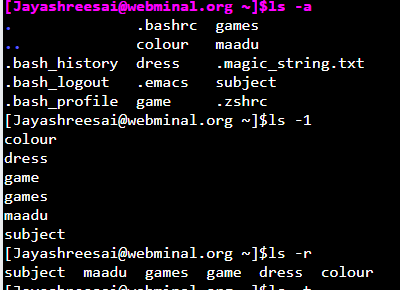 [Jayashreesai@webminal.org ~]$ls -a
. .bashrc games
.. colour maadu
.bash_history dress .magic_string.txt
.bash_logout .emacs subject
.bash_profile game .zshrc
[Jayashreesai@webminal.org ~]$ls -1
colour
dress
game
games
maadu
subject
[Jayashreesai@webminal.org ~]$ls -r
subject maadu games game dress colour